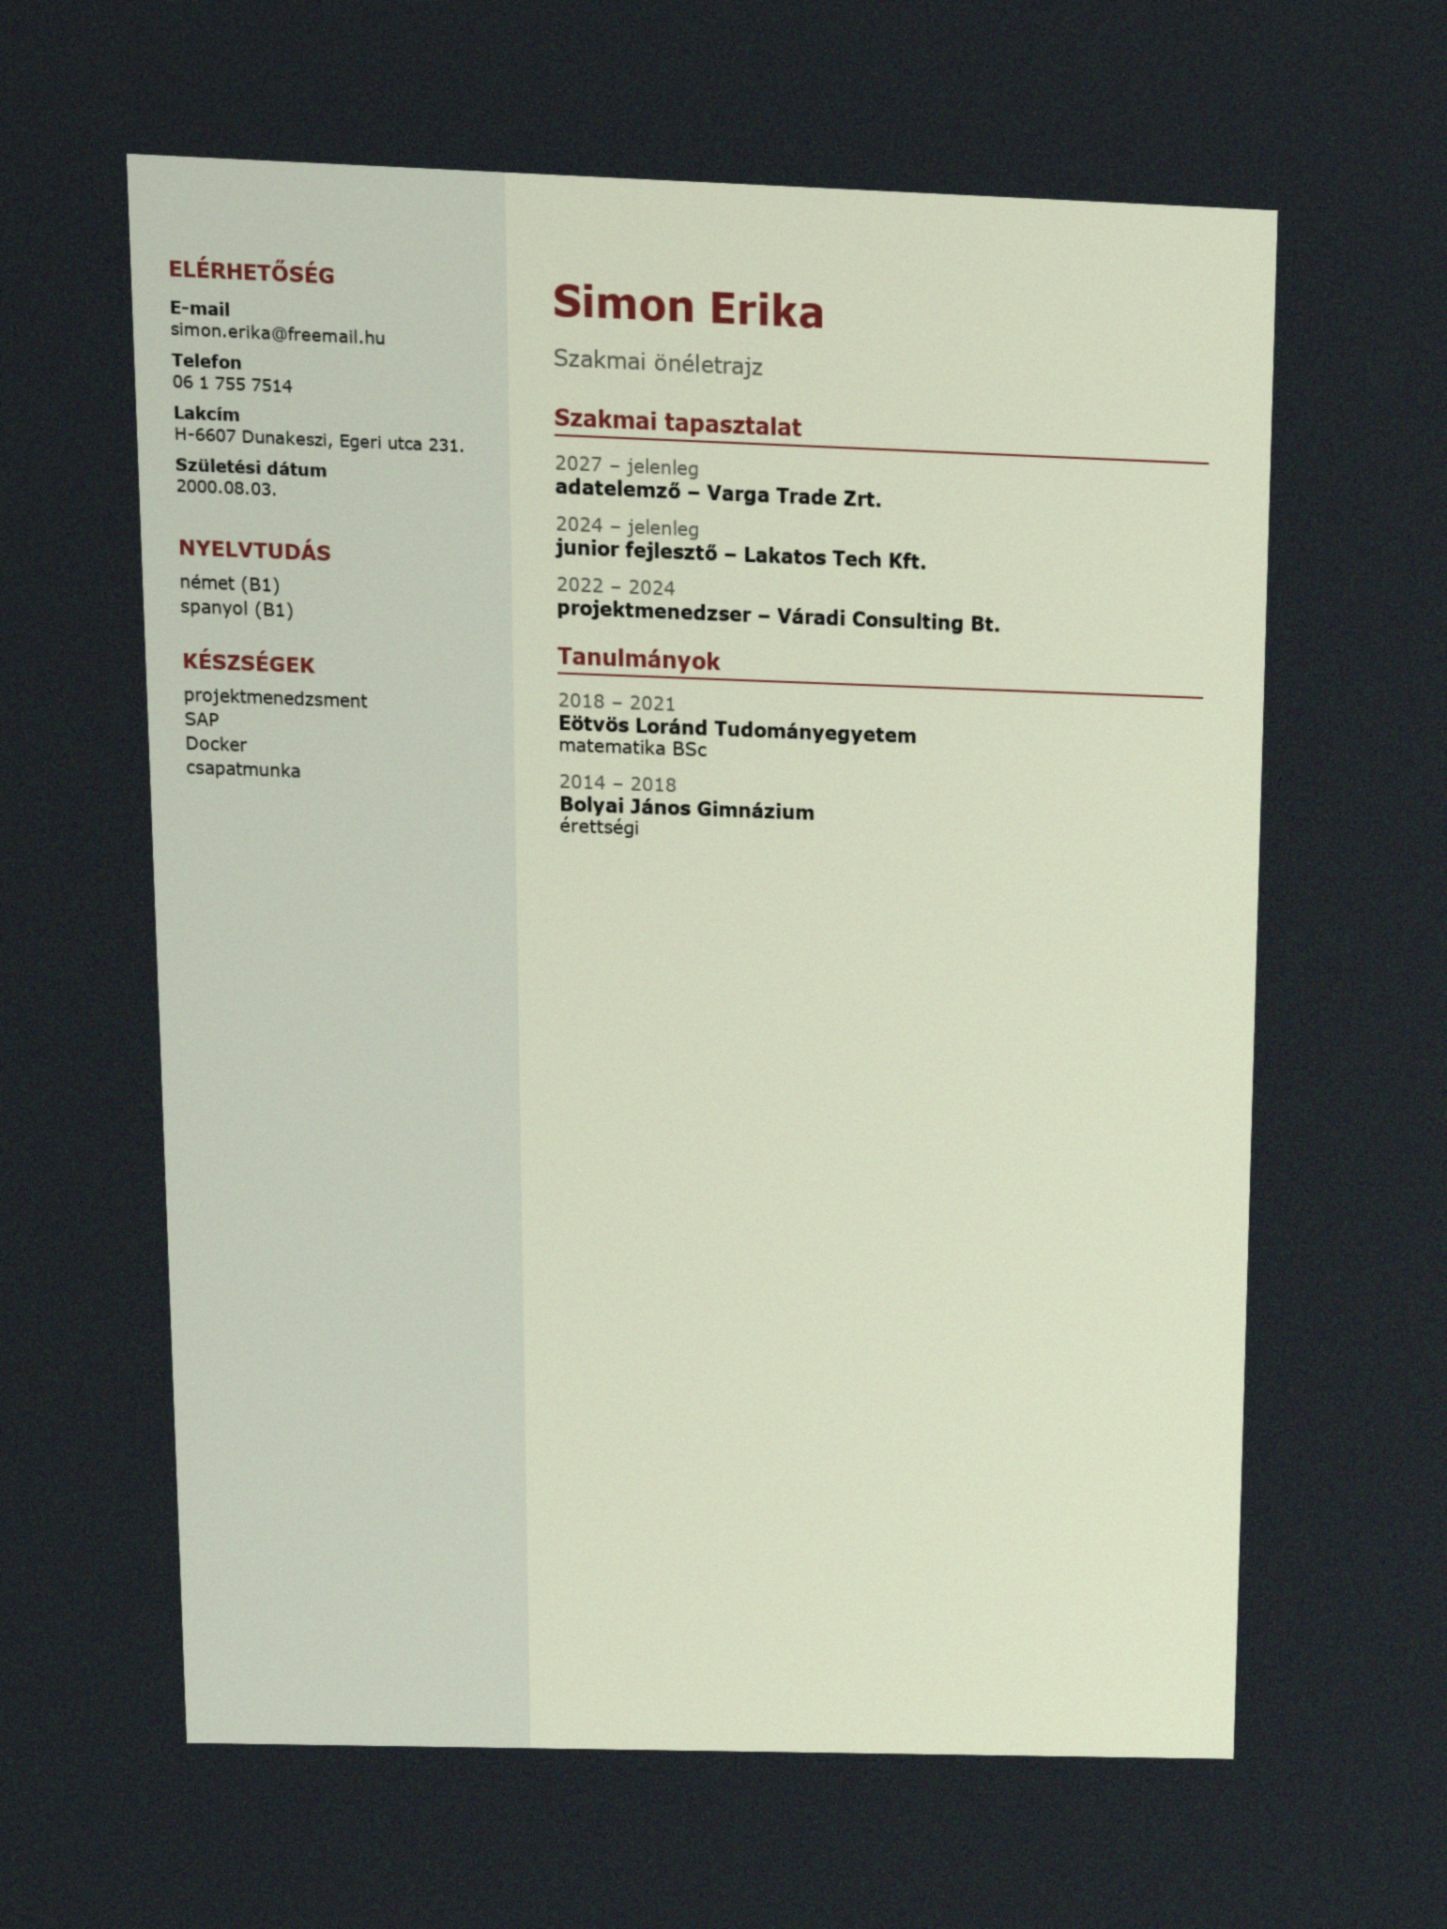 ELÉRHETŐSÉG
E-mail
simon.erika@freemail.hu
Telefon
06 1 755 7514
Lakcím
H-6607 Dunakeszi, Egeri utca 231.
Születési dátum
2000.08.03.
NYELVTUDÁS
német (B1)
spanyol (B1)
KÉSZSÉGEK
projektmenedzsment
SAP
Docker
csapatmunka
Simon Erika
Szakmai önéletrajz
Szakmai tapasztalat
2027 – jelenleg
adatelemző – Varga Trade Zrt.
2024 – jelenleg
junior fejlesztő – Lakatos Tech Kft.
2022 – 2024
projektmenedzser – Váradi Consulting Bt.
Tanulmányok
2018 – 2021
Eötvös Loránd Tudományegyetem
matematika BSc
2014 – 2018
Bolyai János Gimnázium
érettségi